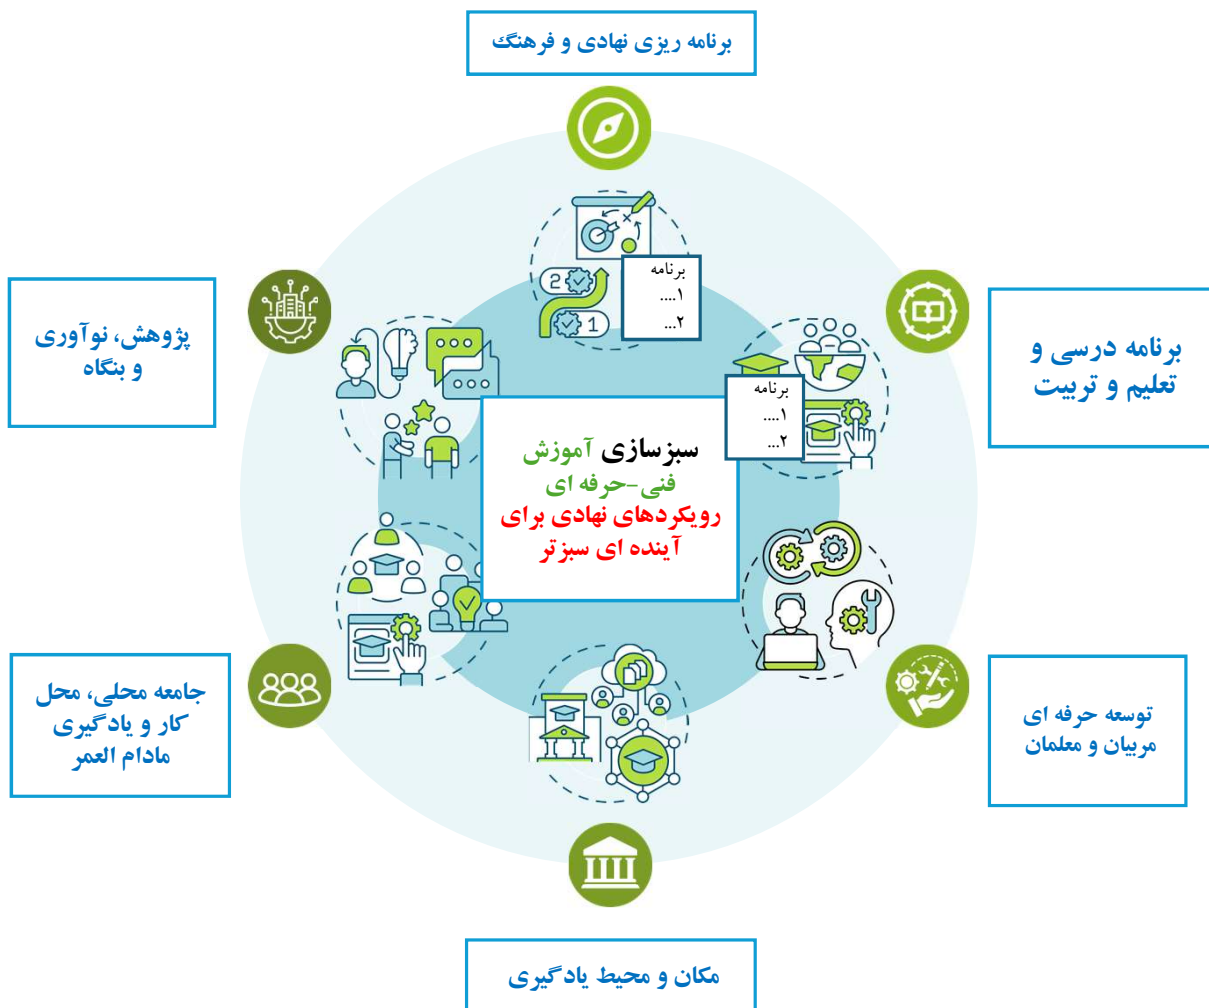 برنامه ریزی نهادی و فرهنگ
برنامه
۱....
۲...
برنامه درسی و
تعلیم و تربیت
برنامه
۱....
۲...
پژوهش، نوآوری
و بنگاه
2
1
سبزسازی آموزش
فنی-حرفه ای
رویکردهای نهادی برای
آینده ای سبزتر
توسعه حرفه ای
مربیان و معلمان
جامعه محلی، محل
کار و یادگیری
مادام العمر
مکان و محیط یادگیری